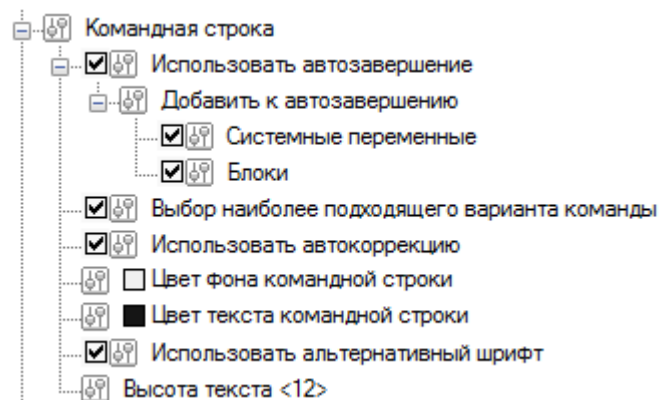 Командная строка
Использовать автозавершение
Добавить к автозавершению
Системные переменные
Блоки
Выбор наиболее подходящего варианта команды
Использовать автокоррекцию
Цвет фона командной строки
Цвет текста командной строки
Использовать альтернативный шрифт
Высота текста <12>